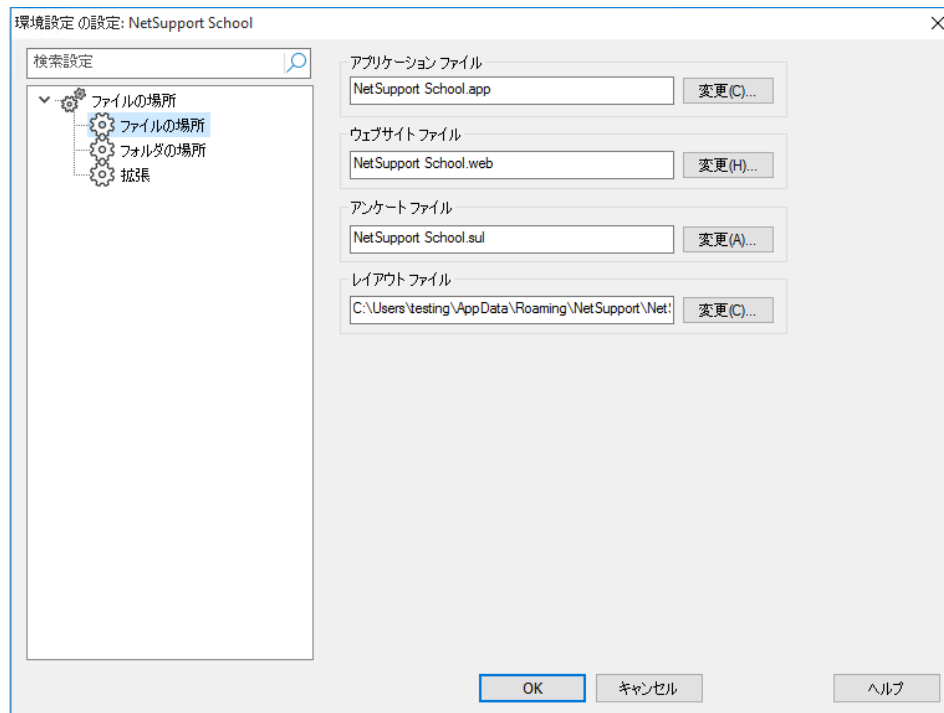 環境設定 の設定: NetSupport School
検索設定
ファイルの場所
ファイルの場所
フォルダの場所
拡張
アプリケーション ファイル
NetSupport School.app
変更(C)...
ウェブサイト ファイル
NetSupport School.web
変更(H)...
アンケート ファイル
NetSupport School.sul
変更(A)...
レイアウト ファイル
C:\Users\testing\AppData\Roaming\NetSupport\Net
変更(C)...
OK
キャンセル
ヘルプ